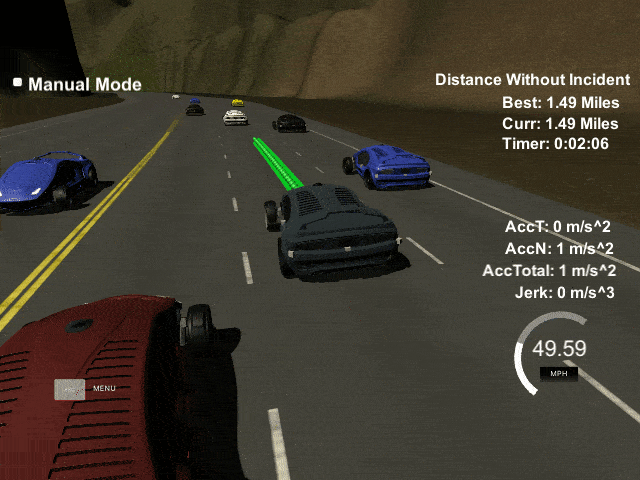 Manual Mode
Distance Without Incident
Best: 1.49 Miles
Curr: 1.49 Miles
Timer: 0:02:06
AccT: 0 m/s^2
AccN: 1 m/s^2
AccTotal: 1 m/s^2
Jerk: 0 m/s^3
49.59
MPH
MENU